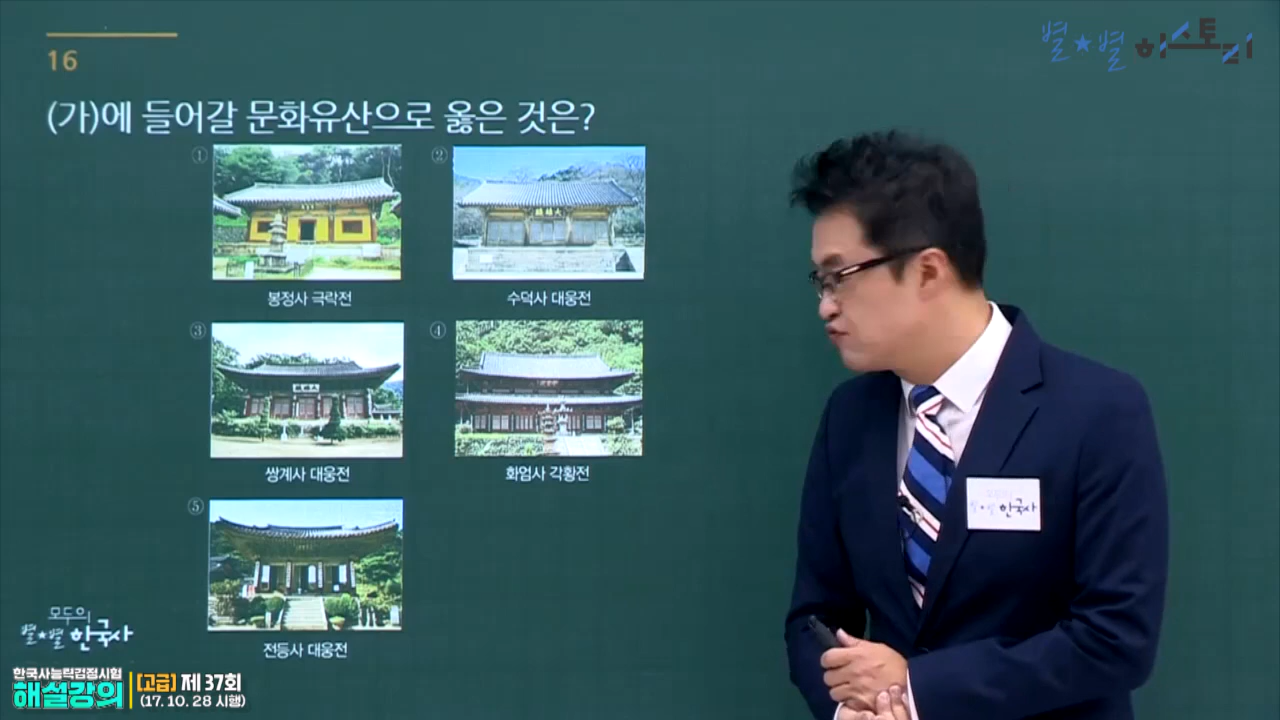 별★별 히스토리
16
(가)에 들어갈 문화유산으로 옳은 것은?
① ②
봉정사 극락전 수덕사 대웅전
③ ④
쌍계사 대웅전 화엄사 각황전
⑤
전등사 대웅전
한국사
모두의
별★별 한국사
한국사능력검정시험
해설강의
[고급] 제 37회
(17. 10. 28 시행)